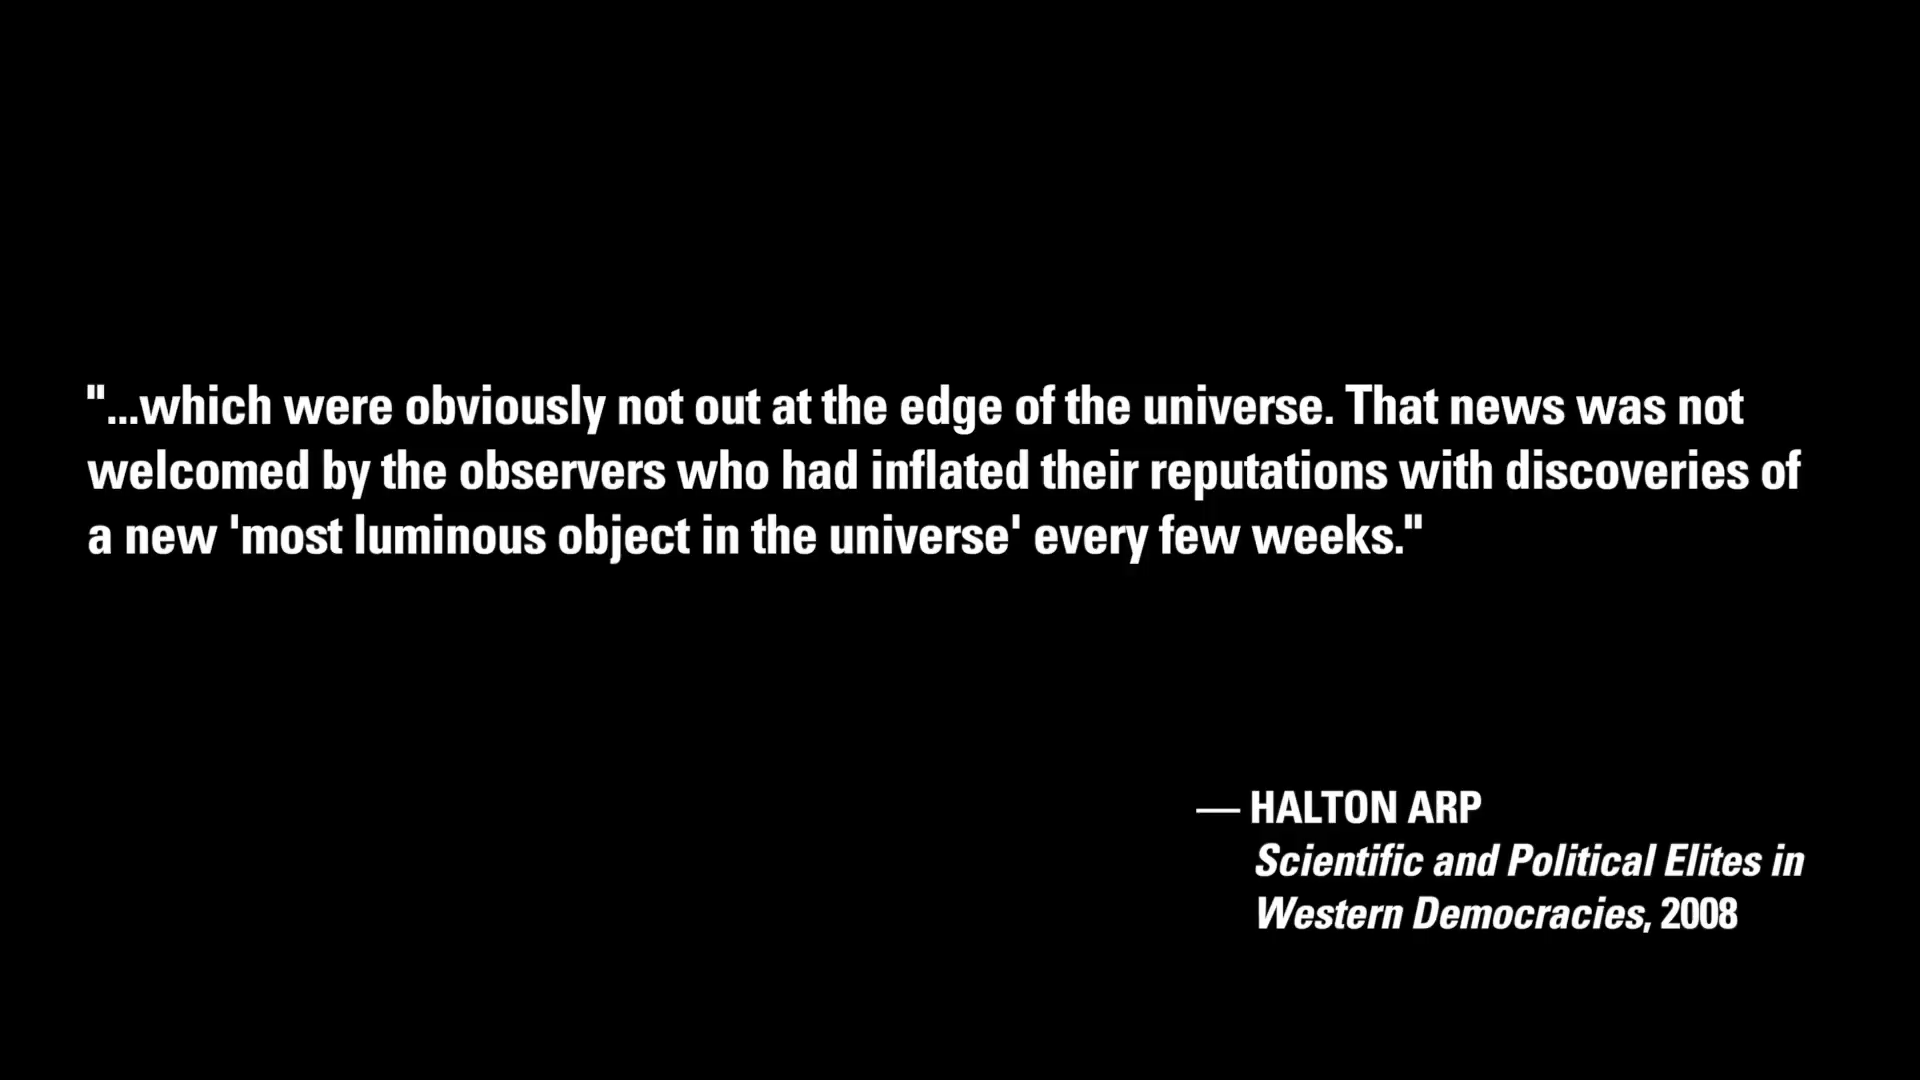 "...which were obviously not out at the edge of the universe. That news was not
welcomed by the observers who had inflated their reputations with discoveries of
a new 'most luminous object in the universe' every few weeks."
— HALTON ARP
Scientific and Political Elites in
Western Democracies, 2008